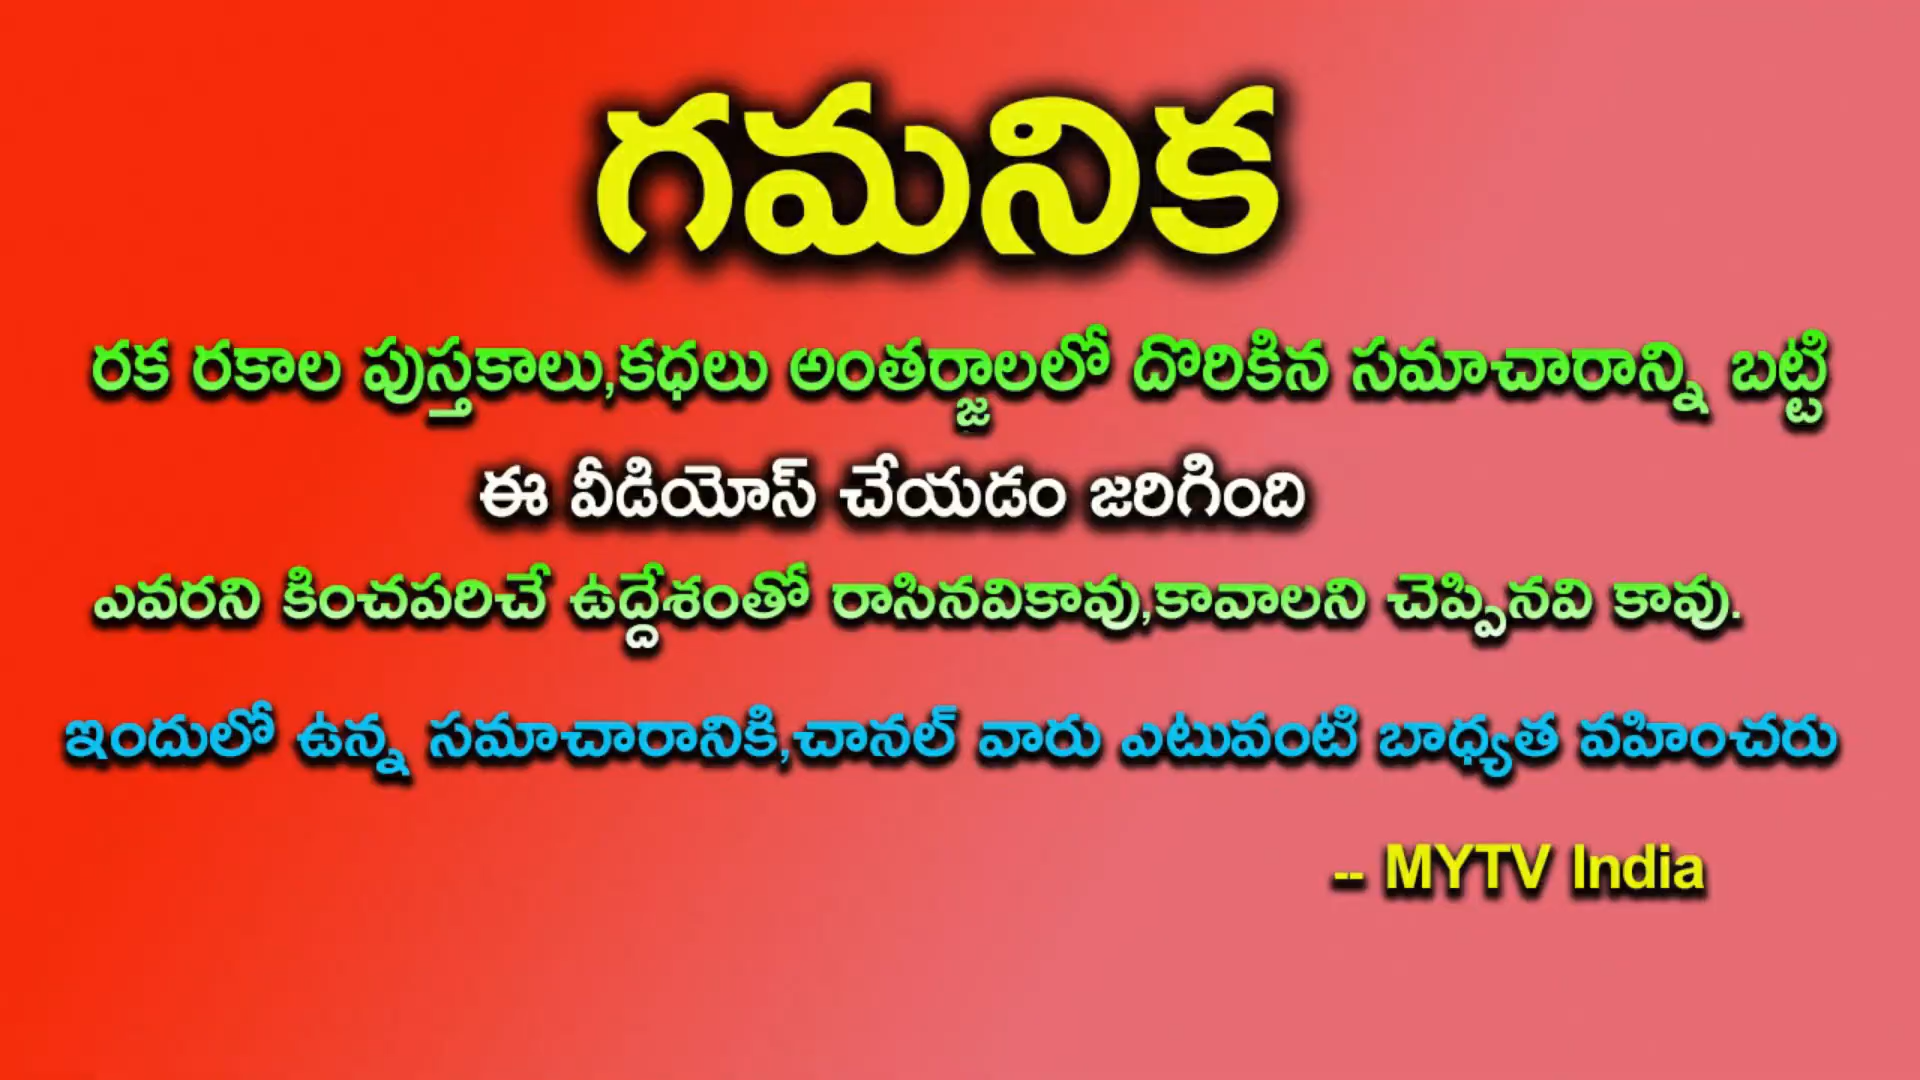 గమనిక
రక రకాల పుస్తకాలు,కధలు అంతర్జాలలో దొరికిన సమాచారాన్ని బట్టి
ఈ వీడియోస్ చేయడం జరిగింది
ఎవరని కించపరిచే ఉద్దేశంతో రాసినవికావు,కావాలని చెప్పినవి కావు.
ఇందులో ఉన్న సమాచారానికి,చానల్ వారు ఎటువంటి బాధ్యత వహించరు
-- MYTV India